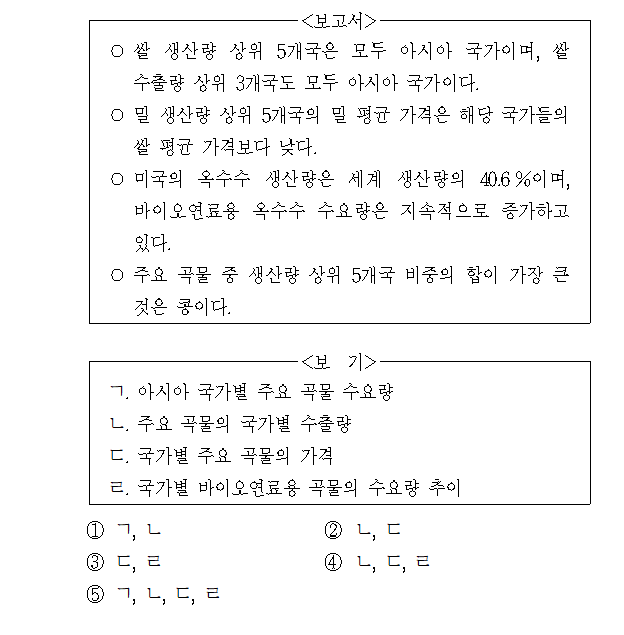 <보고서>
○ 쌀 생산량 상위 5개국은 모두 아시아 국가이며, 쌀
수출량 상위 3개국도 모두 아시아 국가이다.
○ 밀 생산량 상위 5개국의 밀 평균 가격은 해당 국가들의
쌀 평균 가격보다 낮다.
○ 미국의 옥수수 생산량은 세계 생산량의 40.6%이며,
바이오연료용 옥수수 수요량은 지속적으로 증가하고
있다.
○ 주요 곡물 중 생산량 상위 5개국 비중의 합이 가장 큰
것은 콩이다.
<보 기>
ㄱ. 아시아 국가별 주요 곡물 수요량
ㄴ. 주요 곡물의 국가별 수출량
ㄷ. 국가별 주요 곡물의 가격
ㄹ. 국가별 바이오연료용 곡물의 수요량 추이
① ㄱ, ㄴ ② ㄴ, ㄷ
③ ㄷ, ㄹ ④ ㄴ, ㄷ, ㄹ
⑤ ㄱ, ㄴ, ㄷ, ㄹ